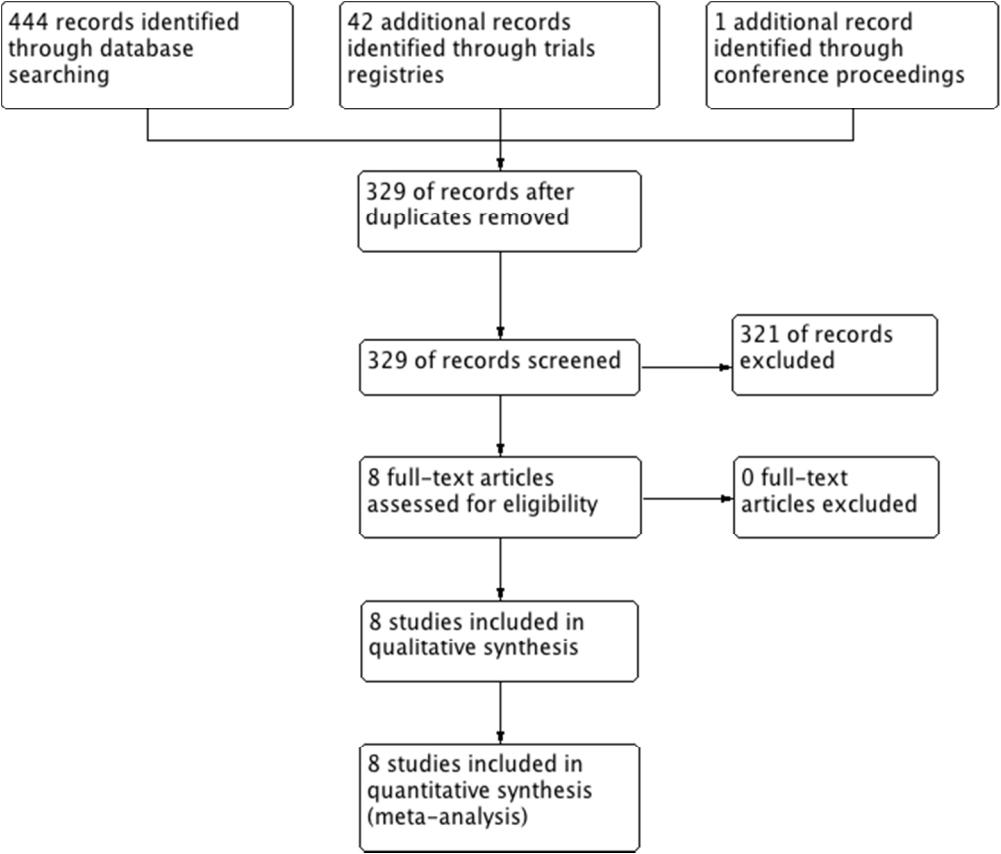 444 records identified
through database
searching
42 additional records
identified through trials
registries
1 additional record
identified through
conference proceedings
329 of records after
duplicates removed
329 of records screened
321 of records
excluded
8 full-text articles
assessed for eligibility
0 full-text
articles excluded
8 studies included in
qualitative synthesis
8 studies included in
quantitative synthesis
(meta-analysis)